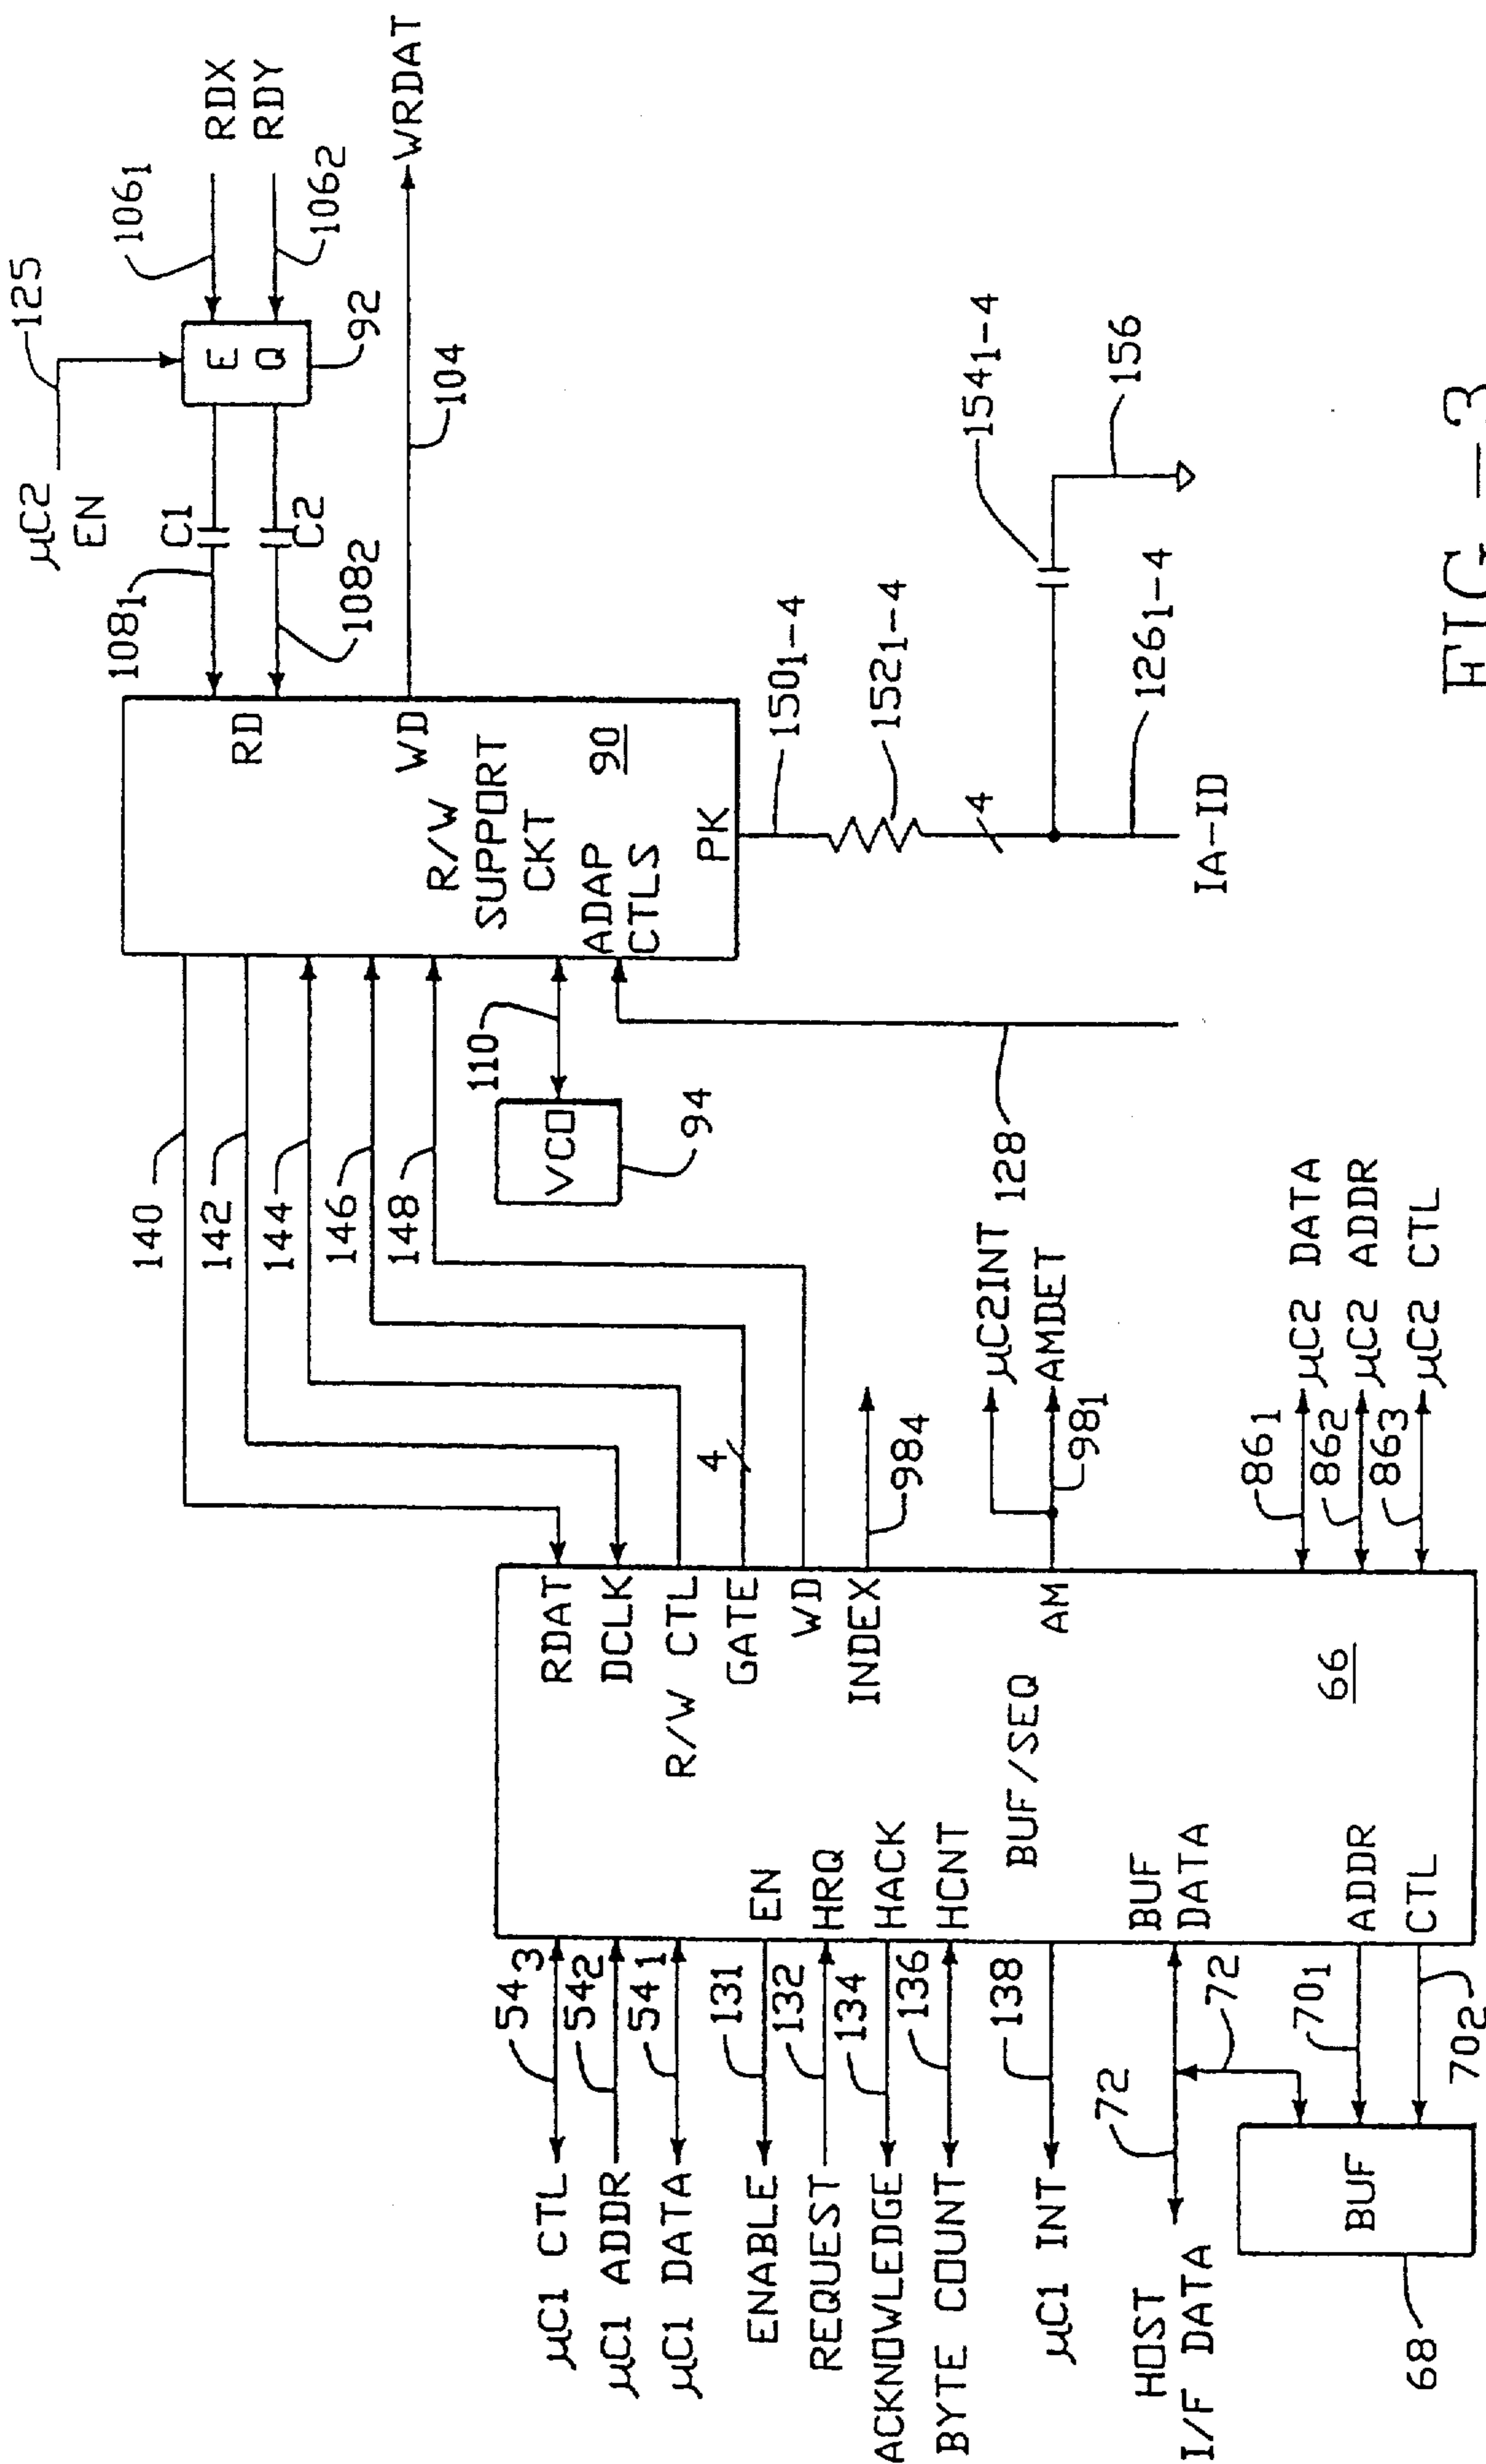 μC2
EN
125
106₁
RDX
RDY
106₂
E
Q
92
C1
C2
108₁
108₂
WRDAT
104
RD
WD
R/W
SUPPORT
CKT
90
ADAP
CTLS
PK
150₁₋₄
152₁₋₄
4
154₁₋₄
156
126₁₋₄
IA-ID
140
142
144
146
148
110
VCO
94
128
4
98₄
μC2INT
AMDET
98₁
86₁
μC2 DATA
86₂
μC2 ADDR
86₃
μC2 CTL
RDAT
DCLK
R/W CTL
GATE
WD
INDEX
AM
BUF/SEQ
66
EN
HRQ
HACK
HCNT
BUF
DATA
ADDR
CTL
54₃
μC1 CTL
54₂
μC1 ADDR
54₁
μC1 DATA
131
ENABLE
132
REQUEST
134
ACKNOWLEDGE
136
BYTE COUNT
138
μC1 INT
72
72
HOST
I/F DATA
70₁
70₂
BUF
68
FIG.-3